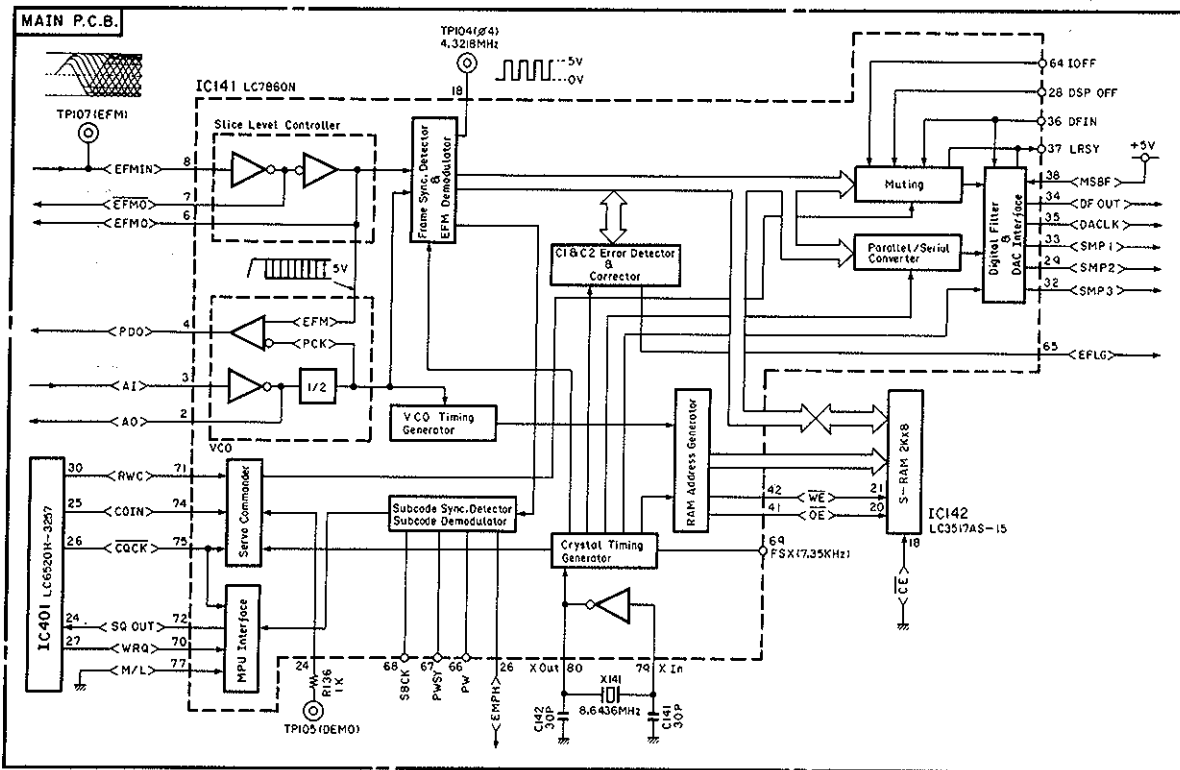 MAIN P.C.B.
TP104(ø4)
4.3218MHz
5V
0V
TP107(EFM)
IC141 LC7860N
18
Slice Level Controller
Frame Sync. Detector
&
EFM Demodulator
8 <EFMIN>
7 <EFMO>
6 <EFMO>
5V
4 <PDO>
<EFM>
<PCK>
3 <AI>
1/2
2 <AO>
VCO
VCO Timing
Generator
C1&C2 Error Detector
&
Corrector
Muting
Parallel/Serial
Converter
Digital Filter
&
DAC Interface
64 IOFF
28 DSP OFF
36 DFIN
37 LRSY
+5V
38 <MSBF>
34 <DF OUT>
35 <DACLK>
33 <SMP1>
29 <SMP2>
32 <SMP3>
65 <EFLG>
RAM Address Generator
S-RAM 2Kx8
42 <WE> 21
41 <OE> 20
IC142
LC3517AS-15
18
<CE>
69
FSX(7.35KHz)
IC401 LC6520H-3257
30 <RWC> 71
25 <COIN> 74
26 <CQCK> 75
24 <SQ OUT> 72
27 <WRQ> 70
<M/L> 77
Servo Commander
MPU Interface
Subcode Sync. Detector
Subcode Demodulator
Crystal Timing
Generator
24
R136
1K
TP105(DEMO)
68
SBCK
67
PWSY
66
PW
26
<EMPH>
X Out 80
79 X In
X141
8.6436MHz
C142
30P
C141
30P